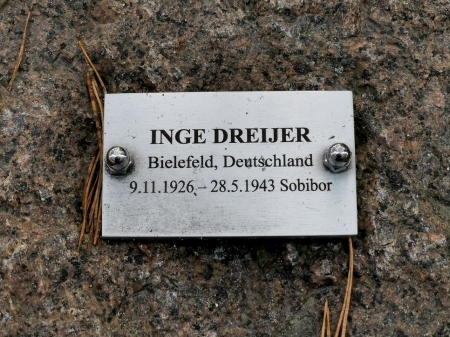 INGE DREIJER
Bielefeld, Deutschland
9.11.1926 – 28.5.1943 Sobibor